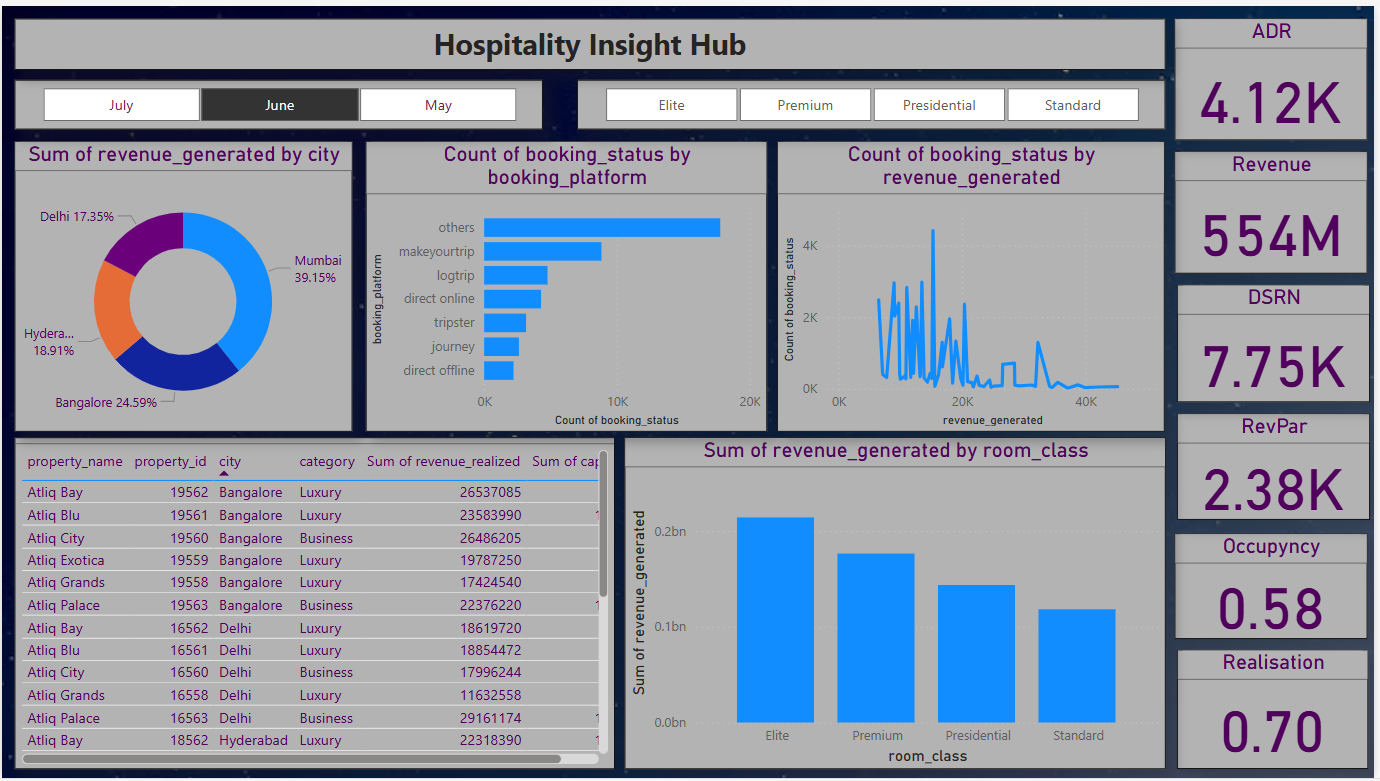 Hospitality Insight Hub
July June May
Elite Premium Presidential Standard
ADR
4.12K
Revenue
554M
DSRN
7.75K
RevPar
2.38K
Occupyncy
0.58
Realisation
0.70
Sum of revenue_generated by city
Delhi 17.35%
Mumbai
39.15%
Hydera...
18.91%
Bangalore 24.59%
Count of booking_status by
booking_platform
booking_platform
others
makeyourtrip
logtrip
direct online
tripster
journey
direct offline
0K 10K 20K
Count of booking_status
Count of booking_status by
revenue_generated
Count of booking_status
4K
2K
0K
0K 20K 40K
revenue_generated
property_name property_id city category Sum of revenue_realized Sum of cap
Atliq Bay 19562 Bangalore Luxury 26537085
Atliq Blu 19561 Bangalore Luxury 23583990
Atliq City 19560 Bangalore Business 26486205
Atliq Exotica 19559 Bangalore Luxury 19787250
Atliq Grands 19558 Bangalore Luxury 17424540
Atliq Palace 19563 Bangalore Business 22376220
Atliq Bay 16562 Delhi Luxury 18619720
Atliq Blu 16561 Delhi Luxury 18854472
Atliq City 16560 Delhi Business 17996244
Atliq Grands 16558 Delhi Luxury 11632558
Atliq Palace 16563 Delhi Business 29161174
Atliq Bay 18562 Hyderabad Luxury 22318390
Sum of revenue_generated by room_class
Sum of revenue_generated
0.2bn
0.1bn
0.0bn
Elite Premium Presidential Standard
room_class